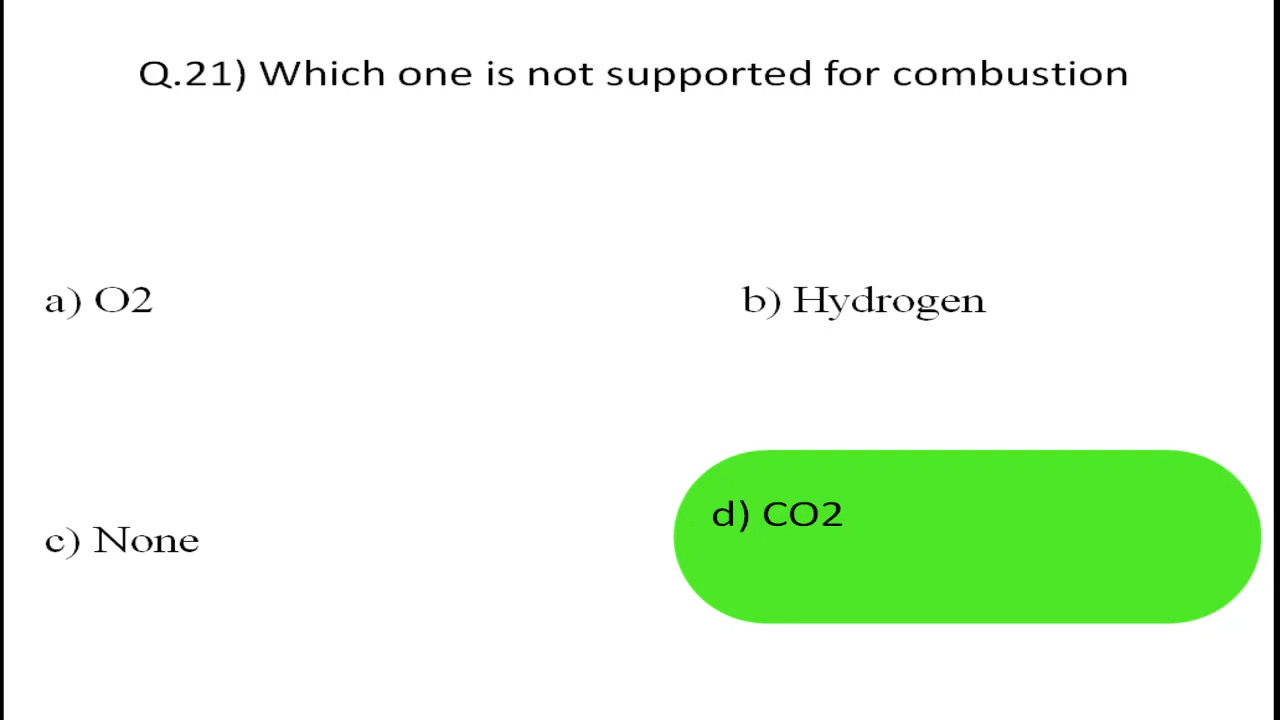 Q.21) Which one is not supported for combustion
a) O2
b) Hydrogen
c) None
d) CO2